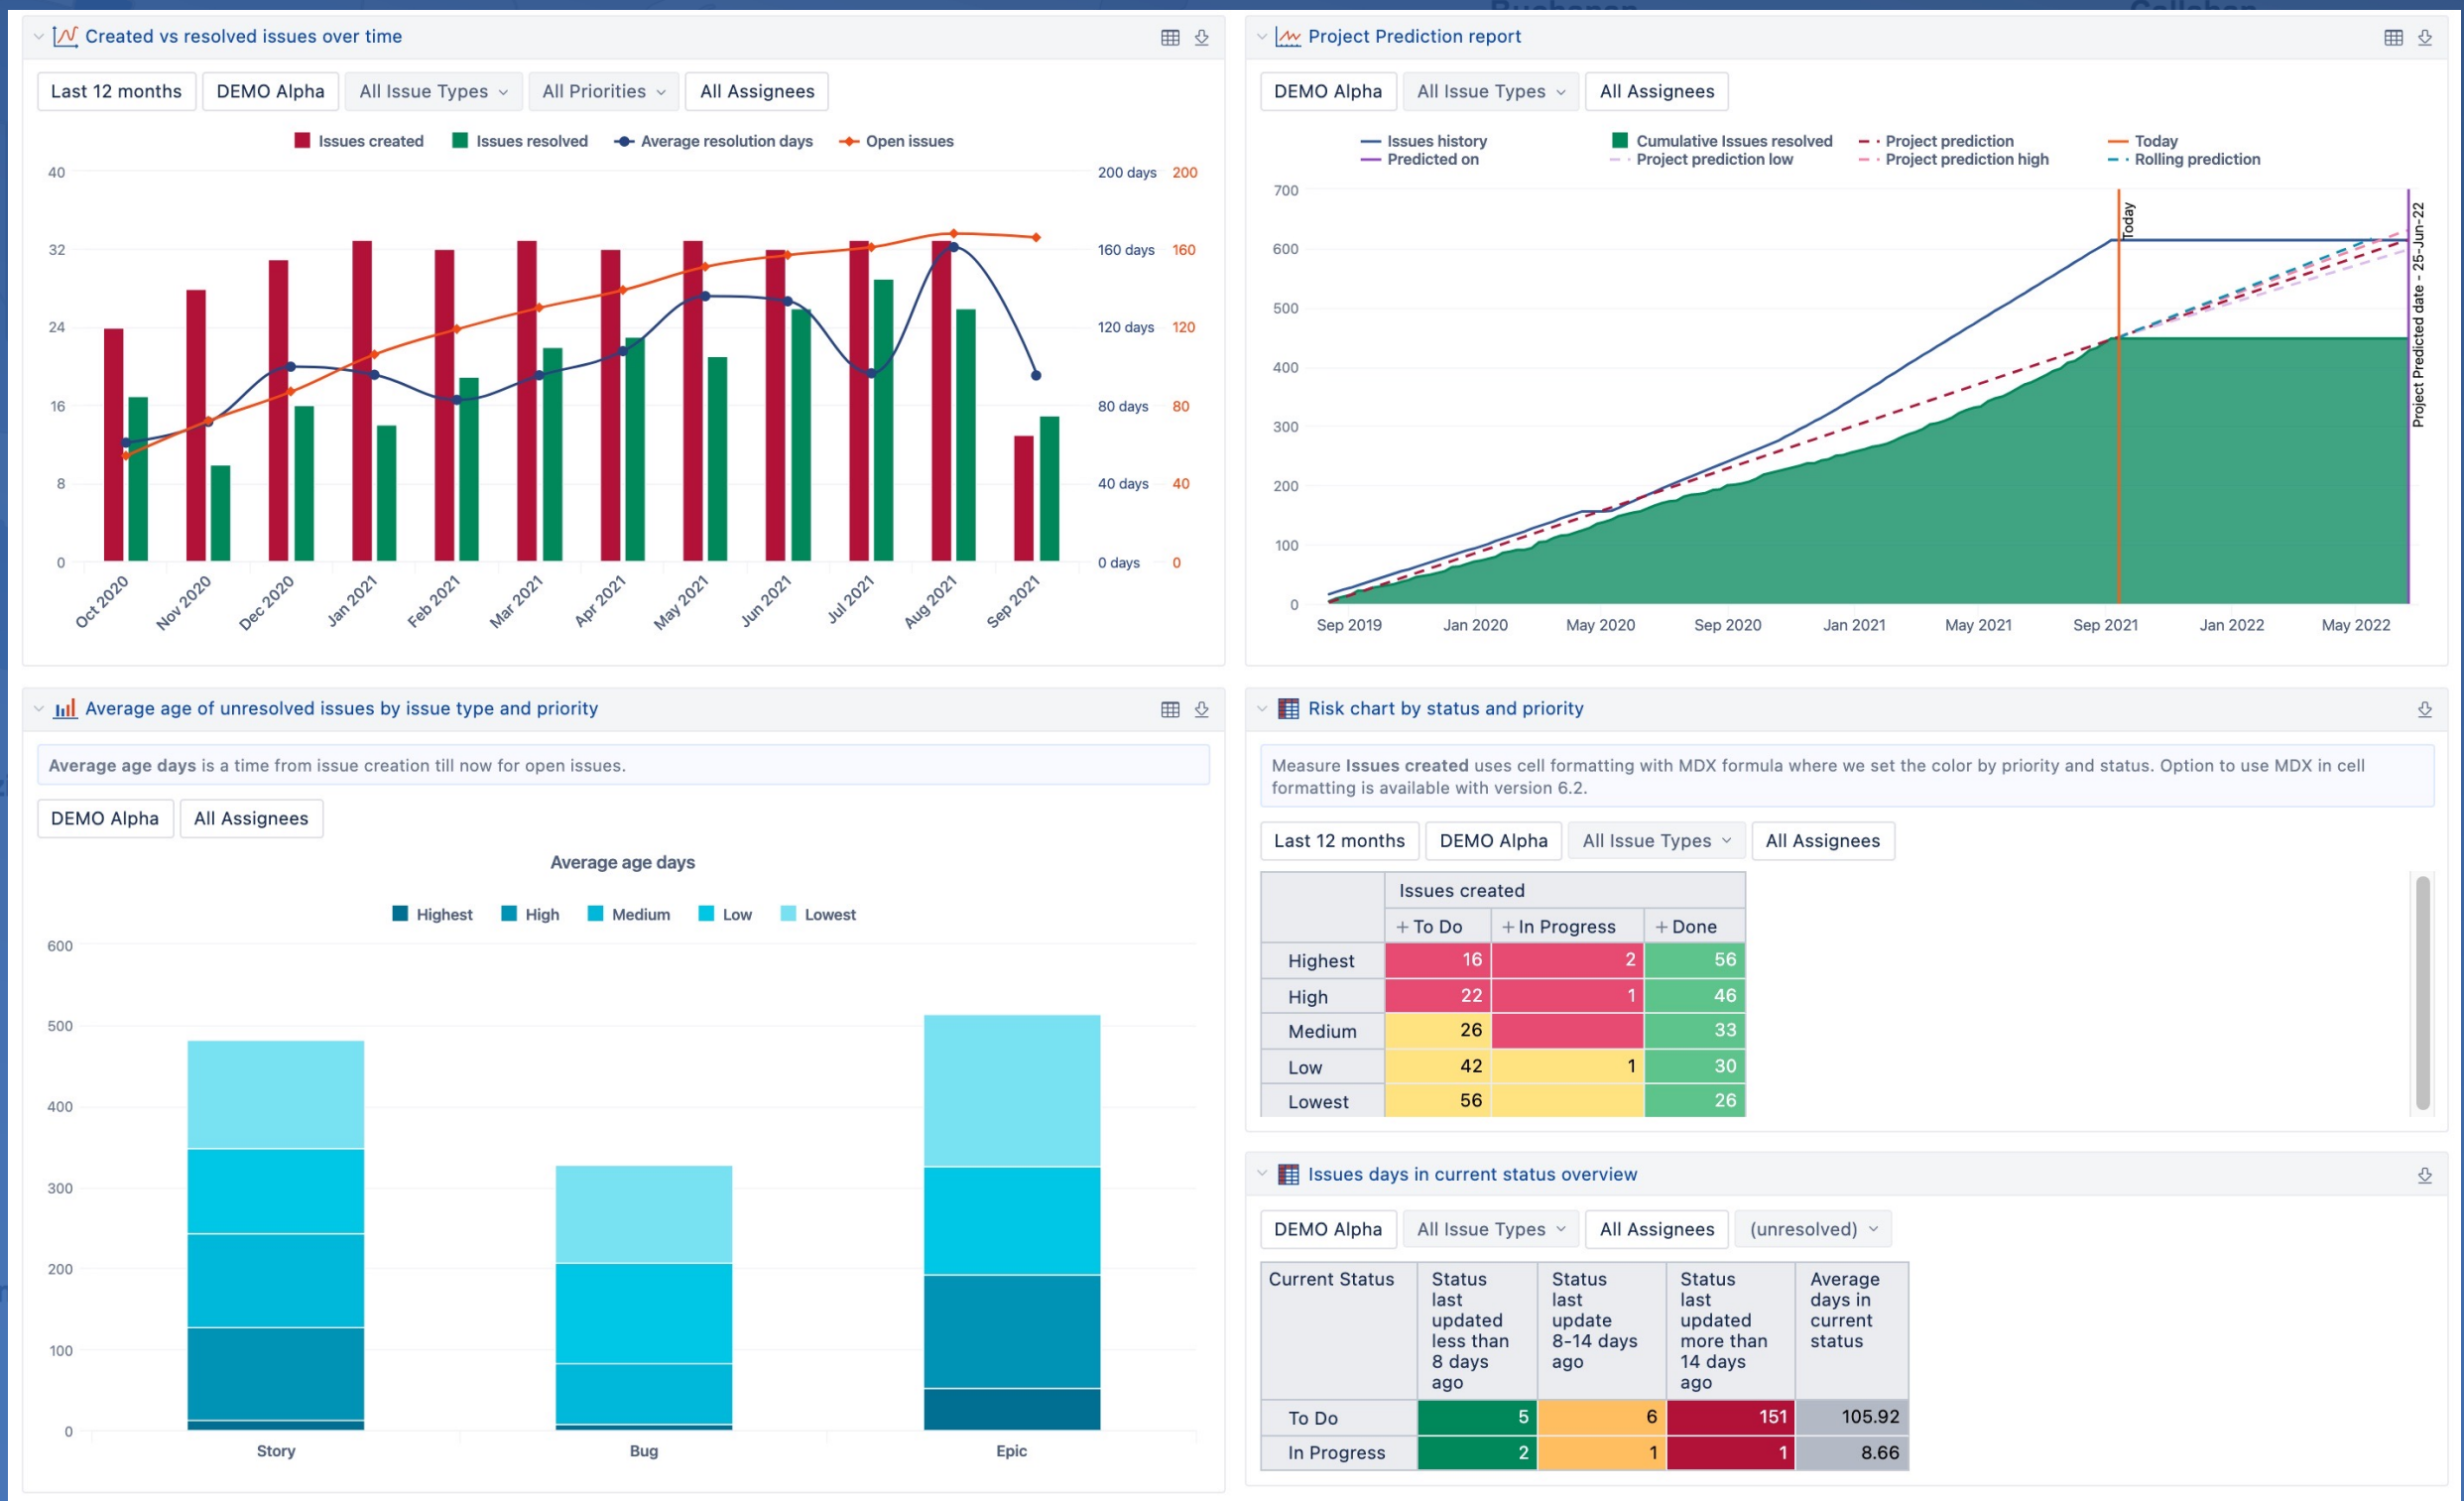 Buchanan
Callahan
Created vs resolved issues over time
Last 12 months DEMO Alpha All Issue Types All Priorities All Assignees
Issues created Issues resolved Average resolution days Open issues
40 200 days 200
32 160 days 160
24 120 days 120
16 80 days 80
8 40 days 40
0 0 days 0
Oct 2020 Nov 2020 Dec 2020 Jan 2021 Feb 2021 Mar 2021 Apr 2021 May 2021 Jun 2021 Jul 2021 Aug 2021 Sep 2021
Project Prediction report
DEMO Alpha All Issue Types All Assignees
Issues history Cumulative Issues resolved Project prediction Today
Predicted on Project prediction low Project prediction high Rolling prediction
700
600
500
400
300
200
100
0
Today
Project Predicted date - 25-Jun-22
Sep 2019 Jan 2020 May 2020 Sep 2020 Jan 2021 May 2021 Sep 2021 Jan 2022 May 2022
Average age of unresolved issues by issue type and priority
Average age days is a time from issue creation till now for open issues.
DEMO Alpha All Assignees
Average age days
Highest High Medium Low Lowest
600
500
400
300
200
100
0
Story Bug Epic
Risk chart by status and priority
Measure Issues created uses cell formatting with MDX formula where we set the color by priority and status. Option to use MDX in cell
formatting is available with version 6.2.
Last 12 months DEMO Alpha All Issue Types All Assignees
Issues created
+ To Do + In Progress + Done
Highest 16 2 56
High 22 1 46
Medium 26 33
Low 42 1 30
Lowest 56 26
Issues days in current status overview
DEMO Alpha All Issue Types All Assignees (unresolved)
Current Status
Status
last
updated
less than
8 days
ago
Status
last
update
8-14 days
ago
Status
last
updated
more than
14 days
ago
Average
days in
current
status
To Do 5 6 151 105.92
In Progress 2 1 1 8.66